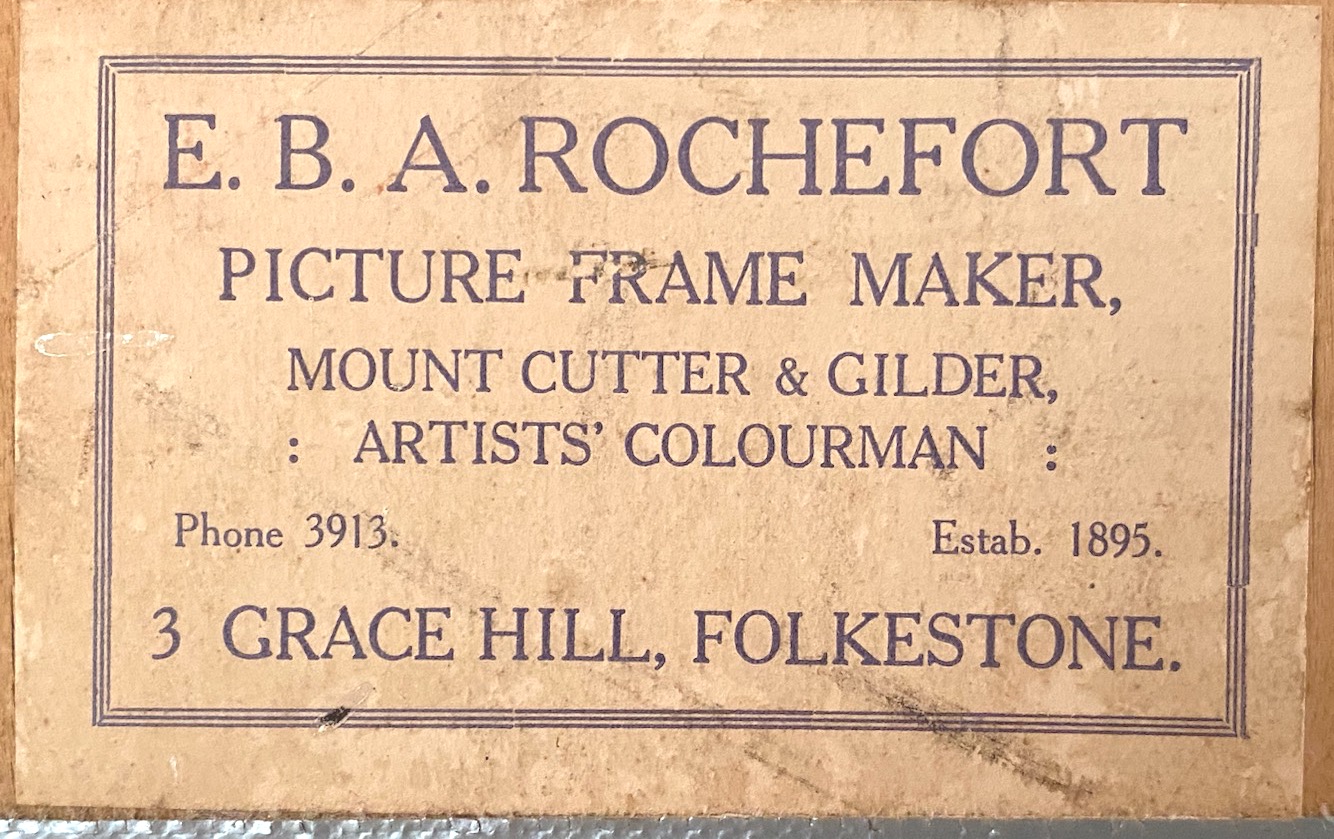 E. B. A. ROCHEFORT
PICTURE FRAME MAKER,
MOUNT CUTTER & GILDER,
: ARTISTS’ COLOURMAN :
Phone 3913. Estab. 1895.
3 GRACE HILL, FOLKESTONE.